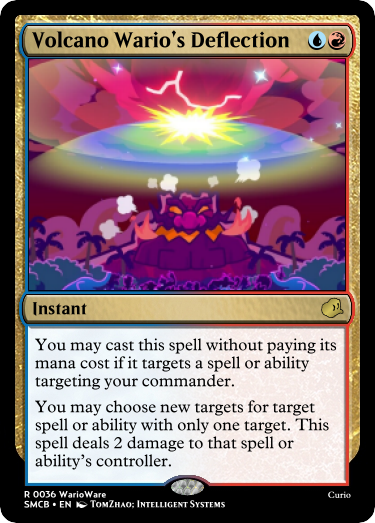 Volcano Wario's Deflection
Instant
You may cast this spell without paying its
mana cost if it targets a spell or ability
targeting your commander.
You may choose new targets for target
spell or ability with only one target. This
spell deals 2 damage to that spell or
ability's controller.
R 0036 WarioWare
Curio
SMCB • EN TomZhao: Intelligent Systems